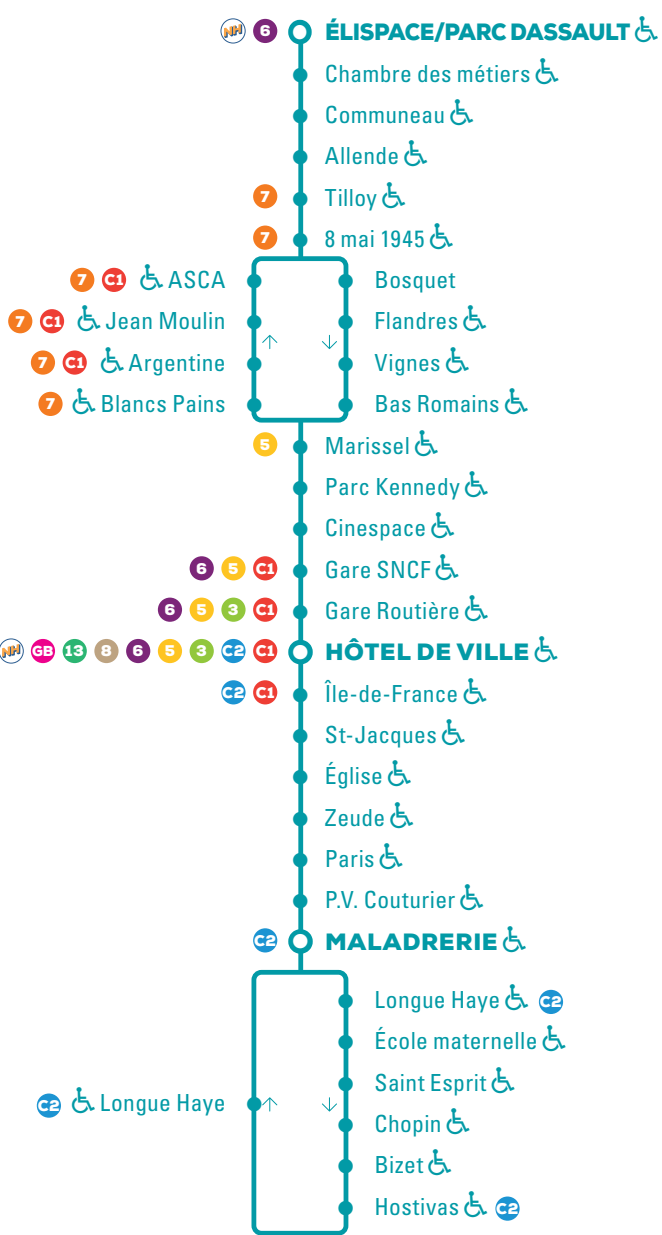 NH 6 ÉLISPACE/PARC DASSAULT
Chambre des métiers
Communeau
Allende
7 Tilloy
7 8 mai 1945
7 C1 ASCA
Bosquet
7 C1 Jean Moulin
Flandres
7 C1 Argentine
Vignes
7 Blancs Pains
Bas Romains
5 Marissel
Parc Kennedy
Cinespace
6 5 C1 Gare SNCF
6 5 3 C1 Gare Routière
NH GB 13 8 6 5 3 C2 C1 HÔTEL DE VILLE
C2 C1 Île-de-France
St-Jacques
Église
Zeude
Paris
P.V. Couturier
C2 MALADRERIE
Longue Haye C2
École maternelle
Saint Esprit
C2 Longue Haye
Chopin
Bizet
Hostivas C2